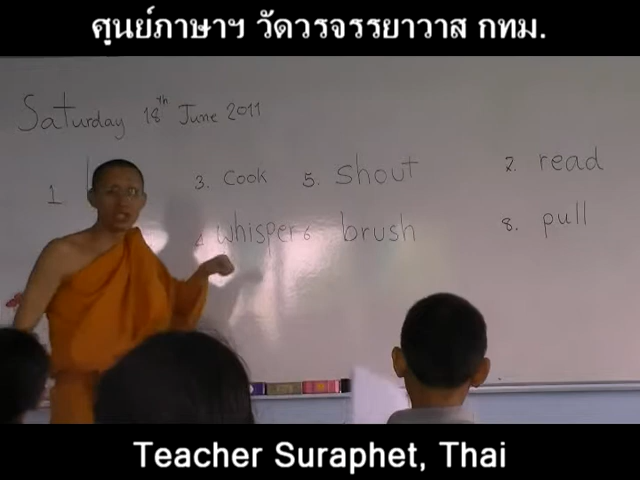 ศูนย์ภาษาฯ วัดวรจรรยาวาส กทม.
Saturday 18th June 2011
1
3. cook 5. shout 7. read
4. whisper 6 brush 8. pull
Teacher Suraphet, Thai